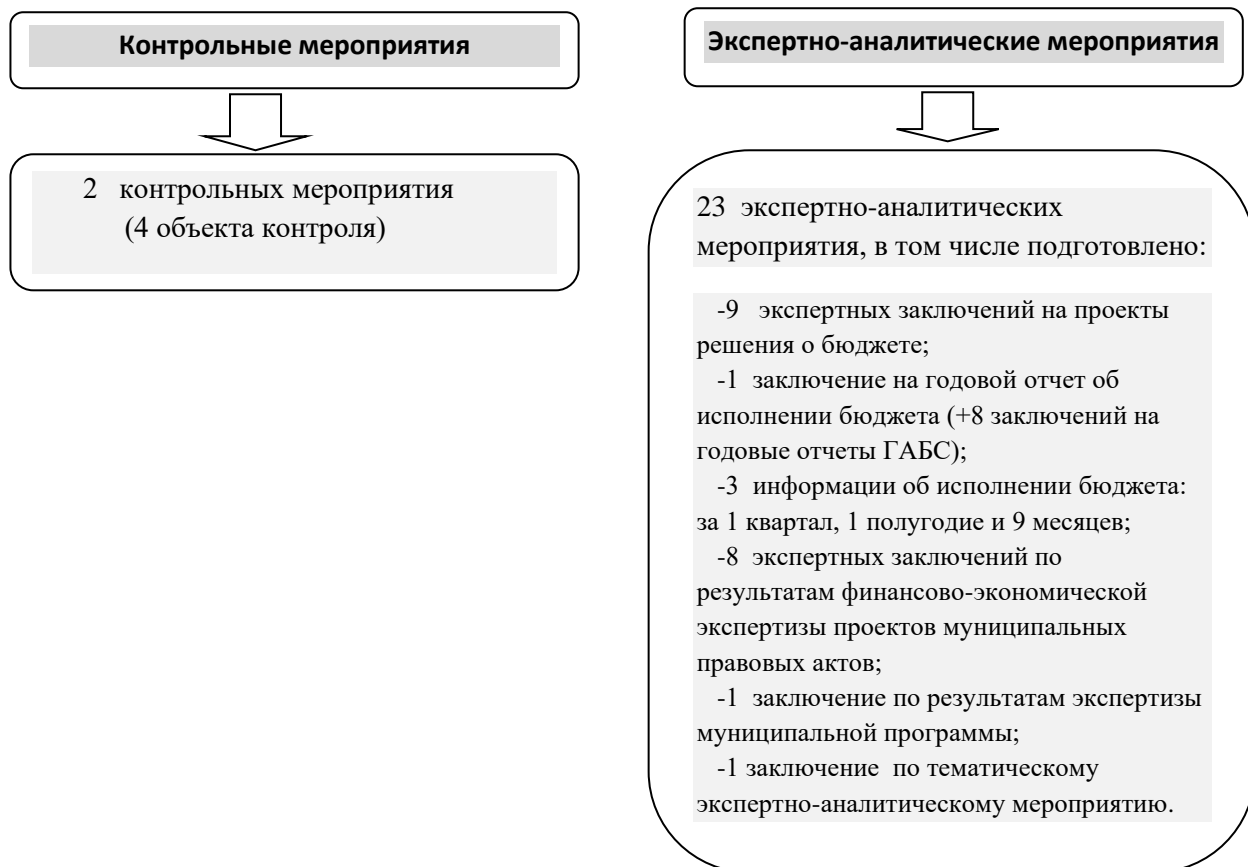 Контрольные мероприятия
2 контрольных мероприятия
(4 объекта контроля)
Экспертно-аналитические мероприятия
23 экспертно-аналитических
мероприятия, в том числе подготовлено:
-9 экспертных заключений на проекты
решения о бюджете;
-1 заключение на годовой отчет об
исполнении бюджета (+8 заключений на
годовые отчеты ГАБС);
-3 информации об исполнении бюджета:
за 1 квартал, 1 полугодие и 9 месяцев;
-8 экспертных заключений по
результатам финансово-экономической
экспертизы проектов муниципальных
правовых актов;
-1 заключение по результатам экспертизы
муниципальной программы;
-1 заключение по тематическому
экспертно-аналитическому мероприятию.